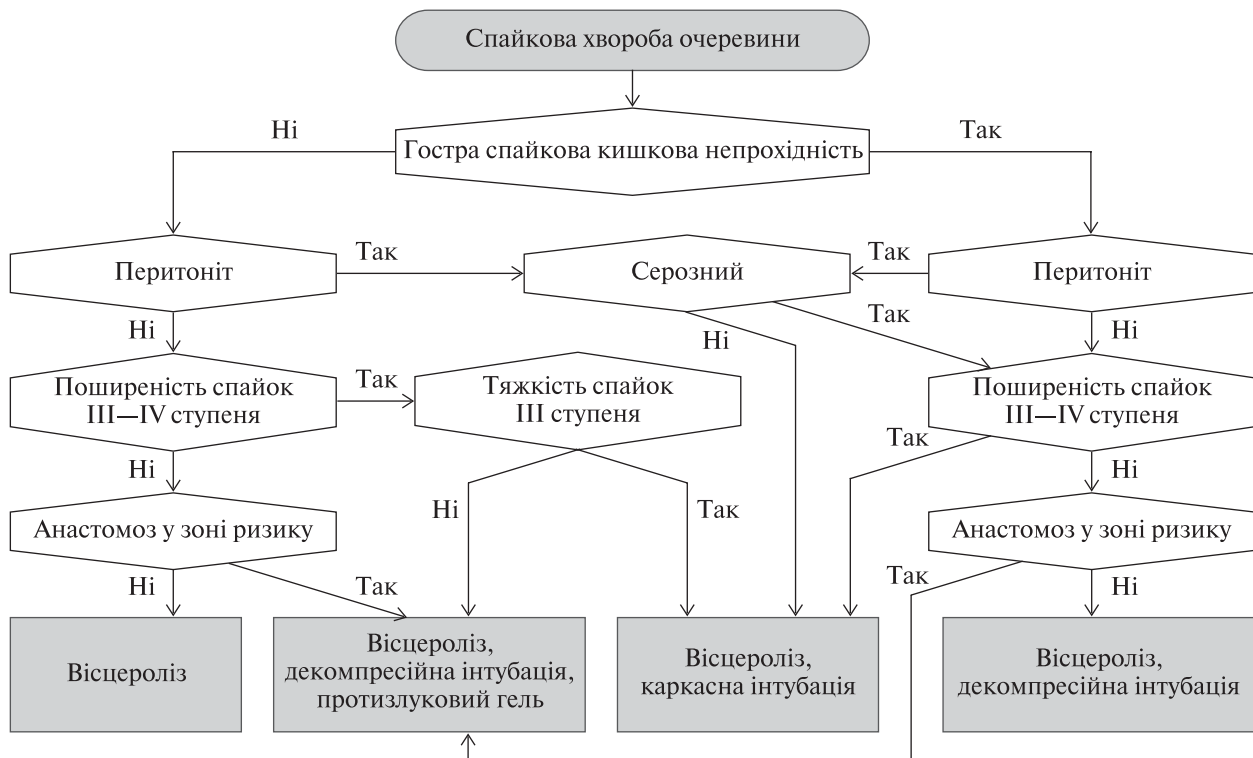 Спайкова хвороба очеревини
Ні
Гостра спайкова кишкова непрохідність
Так
Перитоніт
Так
Серозний
Так
Перитоніт
Ні
Ні
Так
Ні
Поширеність спайок
III—IV ступеня
Так
Тяжкість спайок
III ступеня
Поширеність спайок
III—IV ступеня
Ні
Ні
Так
Так
Ні
Анастомоз у зоні ризику
Анастомоз у зоні ризику
Ні
Так
Так
Ні
Вісцероліз
Вісцероліз,
декомпресійна інтубація,
протизлуковий гель
Вісцероліз,
каркасна інтубація
Вісцероліз,
декомпресійна інтубація